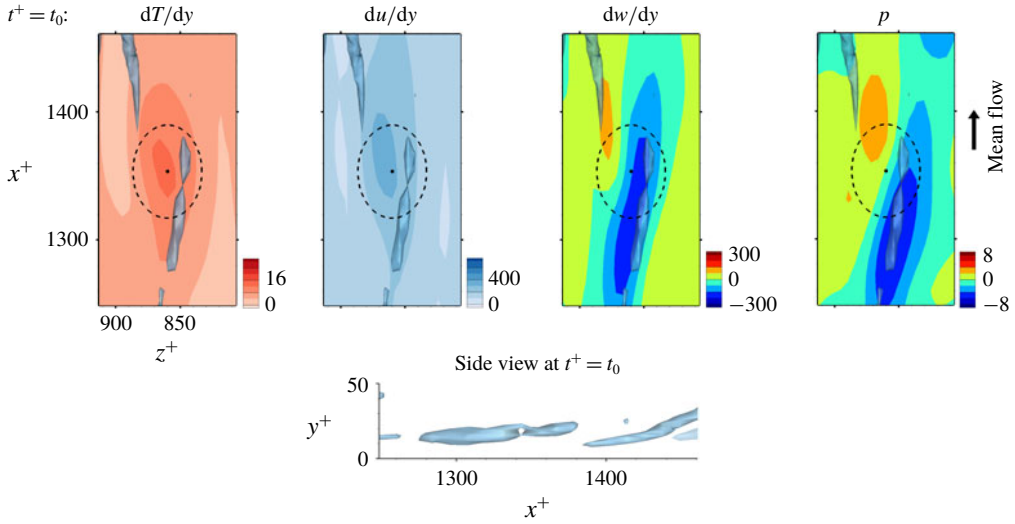 t⁺ = t₀: dT/dy du/dy dw/dy p
1400
x⁺
1300
Mean flow
16
0
400
0
300
0
−300
8
0
−8
900 850
z⁺
Side view at t⁺ = t₀
50
y⁺
0
1300 1400
x⁺